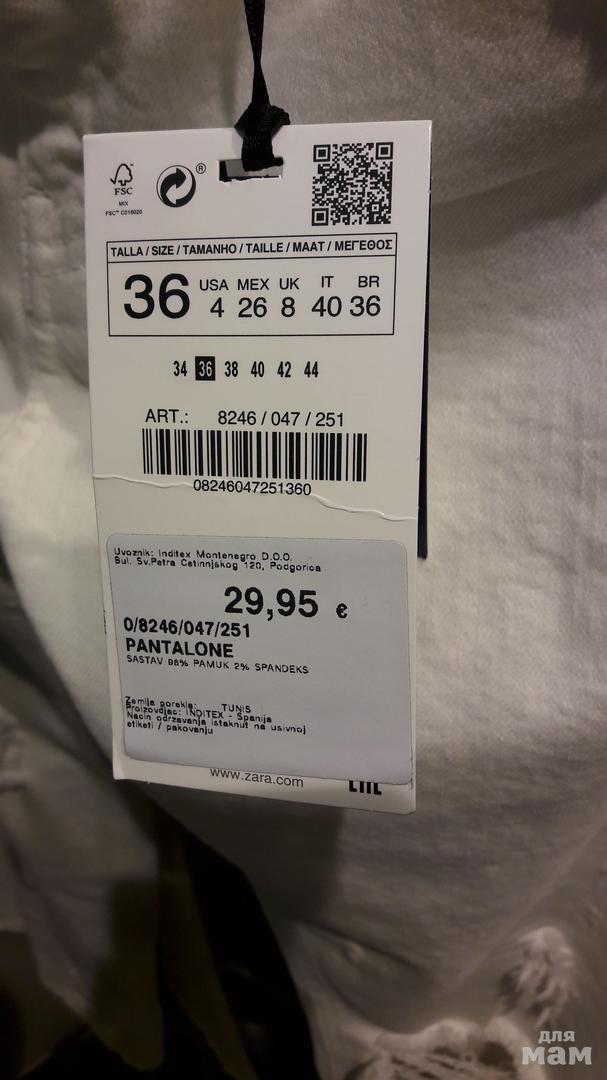 FSC
MIX
FSC™ C016020
®
TALLA / SIZE / TAMANHO / TAILLE / MAAT / ΜΕΓΕΘΟΣ
36
USA MEX UK IT BR
4 26 8 40 36
34 36 38 40 42 44
ART.: 8246 / 047 / 251
08246047251360
Uvoznik: Inditex Montenegro D.O.O.
Bul. Sv.Petra Cetinnjskog 120, Podgorica
29,95 €
0/8246/047/251
PANTALONE
SASTAV 98% PAMUK 2% SPANDEKS
Zemlja porekla: TUNIS
Proizvodjac: INDITEX - Spanija
Nacin odrzavanja istaknut na usivnoj
etiketi / pakovanju
www.zara.com
для
мам